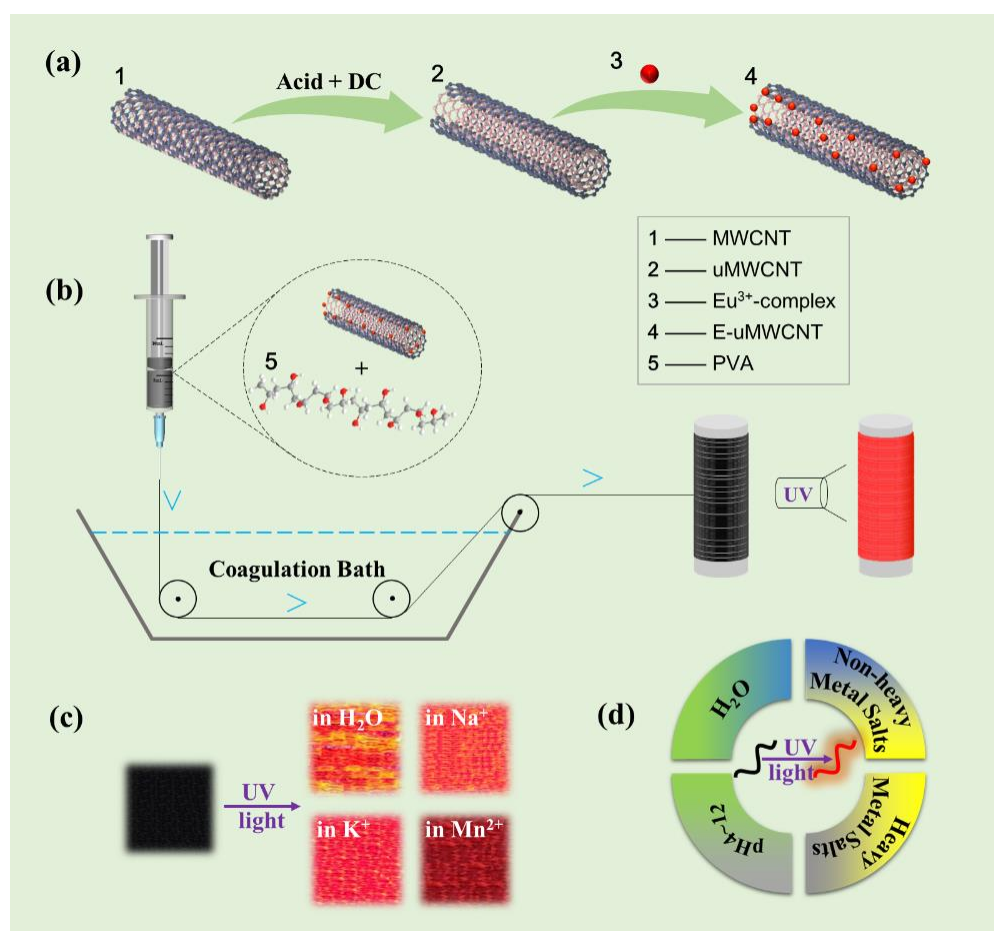 (a)
1
Acid + DC
2
3
4
1 —— MWCNT
2 —— uMWCNT
3 —— Eu³⁺-complex
4 —— E-uMWCNT
5 —— PVA
(b)
5
+
UV
Coagulation Bath
(c)
in H₂O
in Na⁺
UV
light
in K⁺
in Mn²⁺
(d)
H₂O
Non-heavy
Metal Salts
UV
light
pH4~12
Heavy
Metal Salts